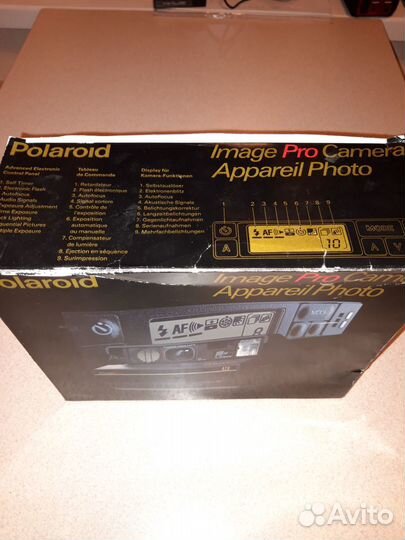 Polaroid
Image Pro Camera
Appareil Photo
Advanced Electronic
Control Panel
1. Self Timer
Electronic Flash
Autofocus
Audio Signals
Exposure Adjustment
Time Exposure
Back Lighting
Sequential Pictures
Multiple Exposure
Tableau
de Commande
1. Retardateur
2. Flash électronique
3. Autofocus
4. Signal sonore
5. Contrôle de
l'exposition
6. Exposition
automatique
ou manuelle
7. Compensateur
de lumière
8. Ejection en séquence
9. Surimpression
Display für
Kamera-Funktionen
1. Selbstauslöser
2. Elektronenblitz
3. Autofocus
4. Akustische Signale
5. Belichtungskorrektur
6. Langzeitbelichtungen
7. Gegenlichtaufnahmen
8. Serienaufnahmen
9. Mehrfachbelichtungen
1 2 3 4 5 6 7 8 9
AF
10
MODE
A
A V
Polaroid
Image Pro Camera
Appareil Photo
AF
8
Avito